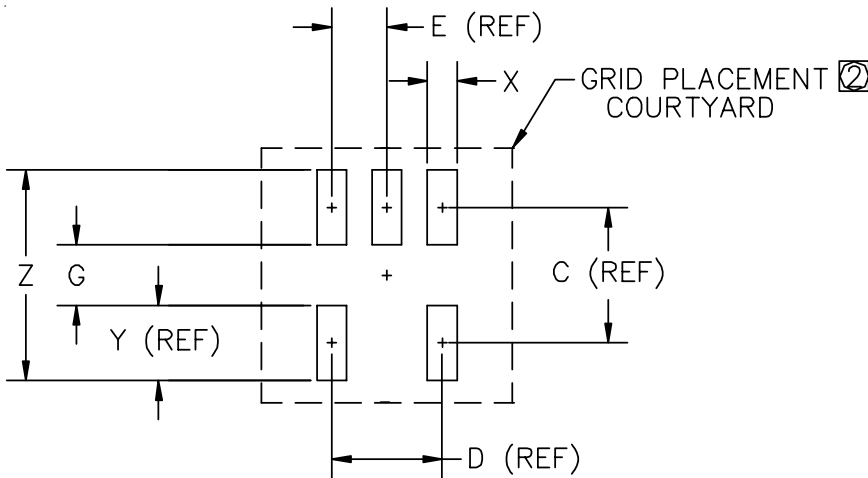 E (REF)
X
GRID PLACEMENT 2
COURTYARD
Z
G
C (REF)
Y (REF)
D (REF)